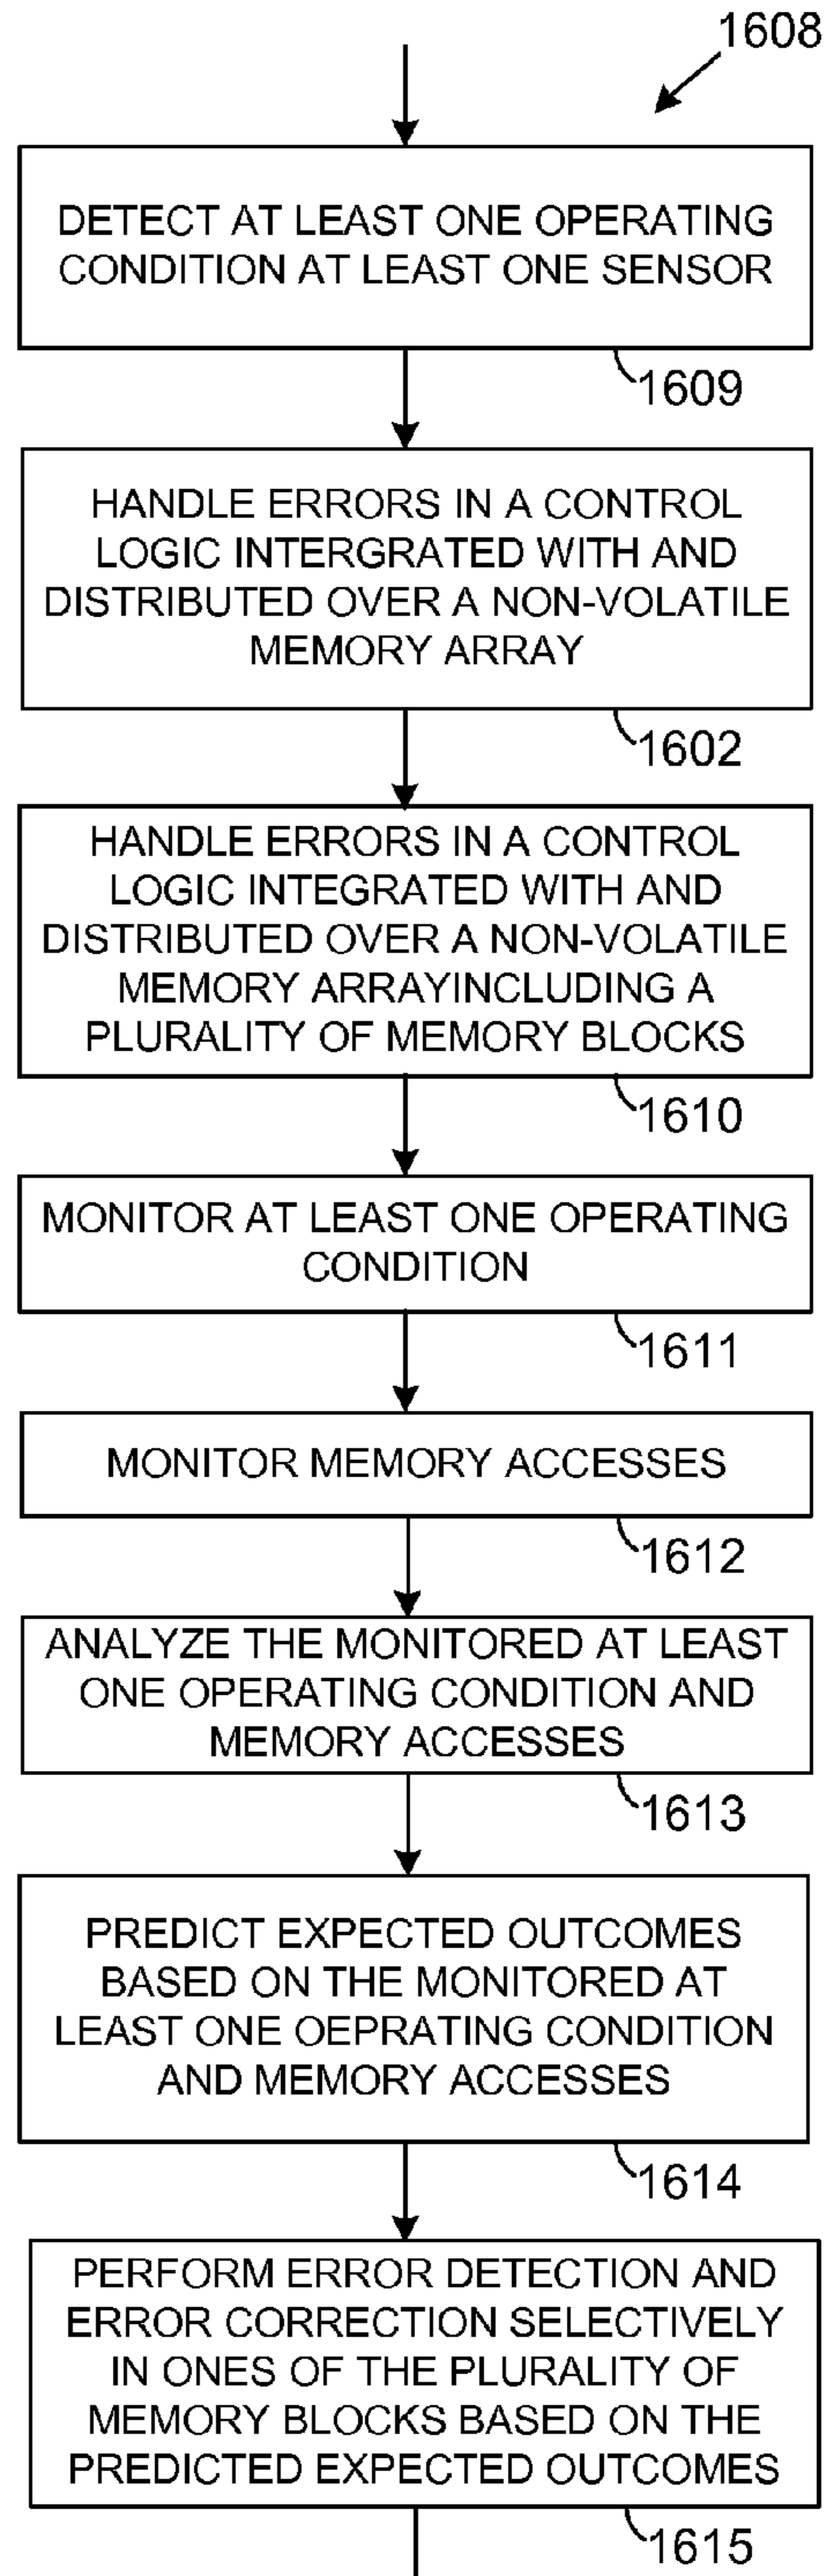 1608
DETECT AT LEAST ONE OPERATING
CONDITION AT LEAST ONE SENSOR
1609
HANDLE ERRORS IN A CONTROL
LOGIC INTERGRATED WITH AND
DISTRIBUTED OVER A NON-VOLATILE
MEMORY ARRAY
1602
HANDLE ERRORS IN A CONTROL
LOGIC INTEGRATED WITH AND
DISTRIBUTED OVER A NON-VOLATILE
MEMORY ARRAYINCLUDING A
PLURALITY OF MEMORY BLOCKS
1610
MONITOR AT LEAST ONE OPERATING
CONDITION
1611
MONITOR MEMORY ACCESSES
1612
ANALYZE THE MONITORED AT LEAST
ONE OPERATING CONDITION AND
MEMORY ACCESSES
1613
PREDICT EXPECTED OUTCOMES
BASED ON THE MONITORED AT
LEAST ONE OEPRATING CONDITION
AND MEMORY ACCESSES
1614
PERFORM ERROR DETECTION AND
ERROR CORRECTION SELECTIVELY
IN ONES OF THE PLURALITY OF
MEMORY BLOCKS BASED ON THE
PREDICTED EXPECTED OUTCOMES
1615